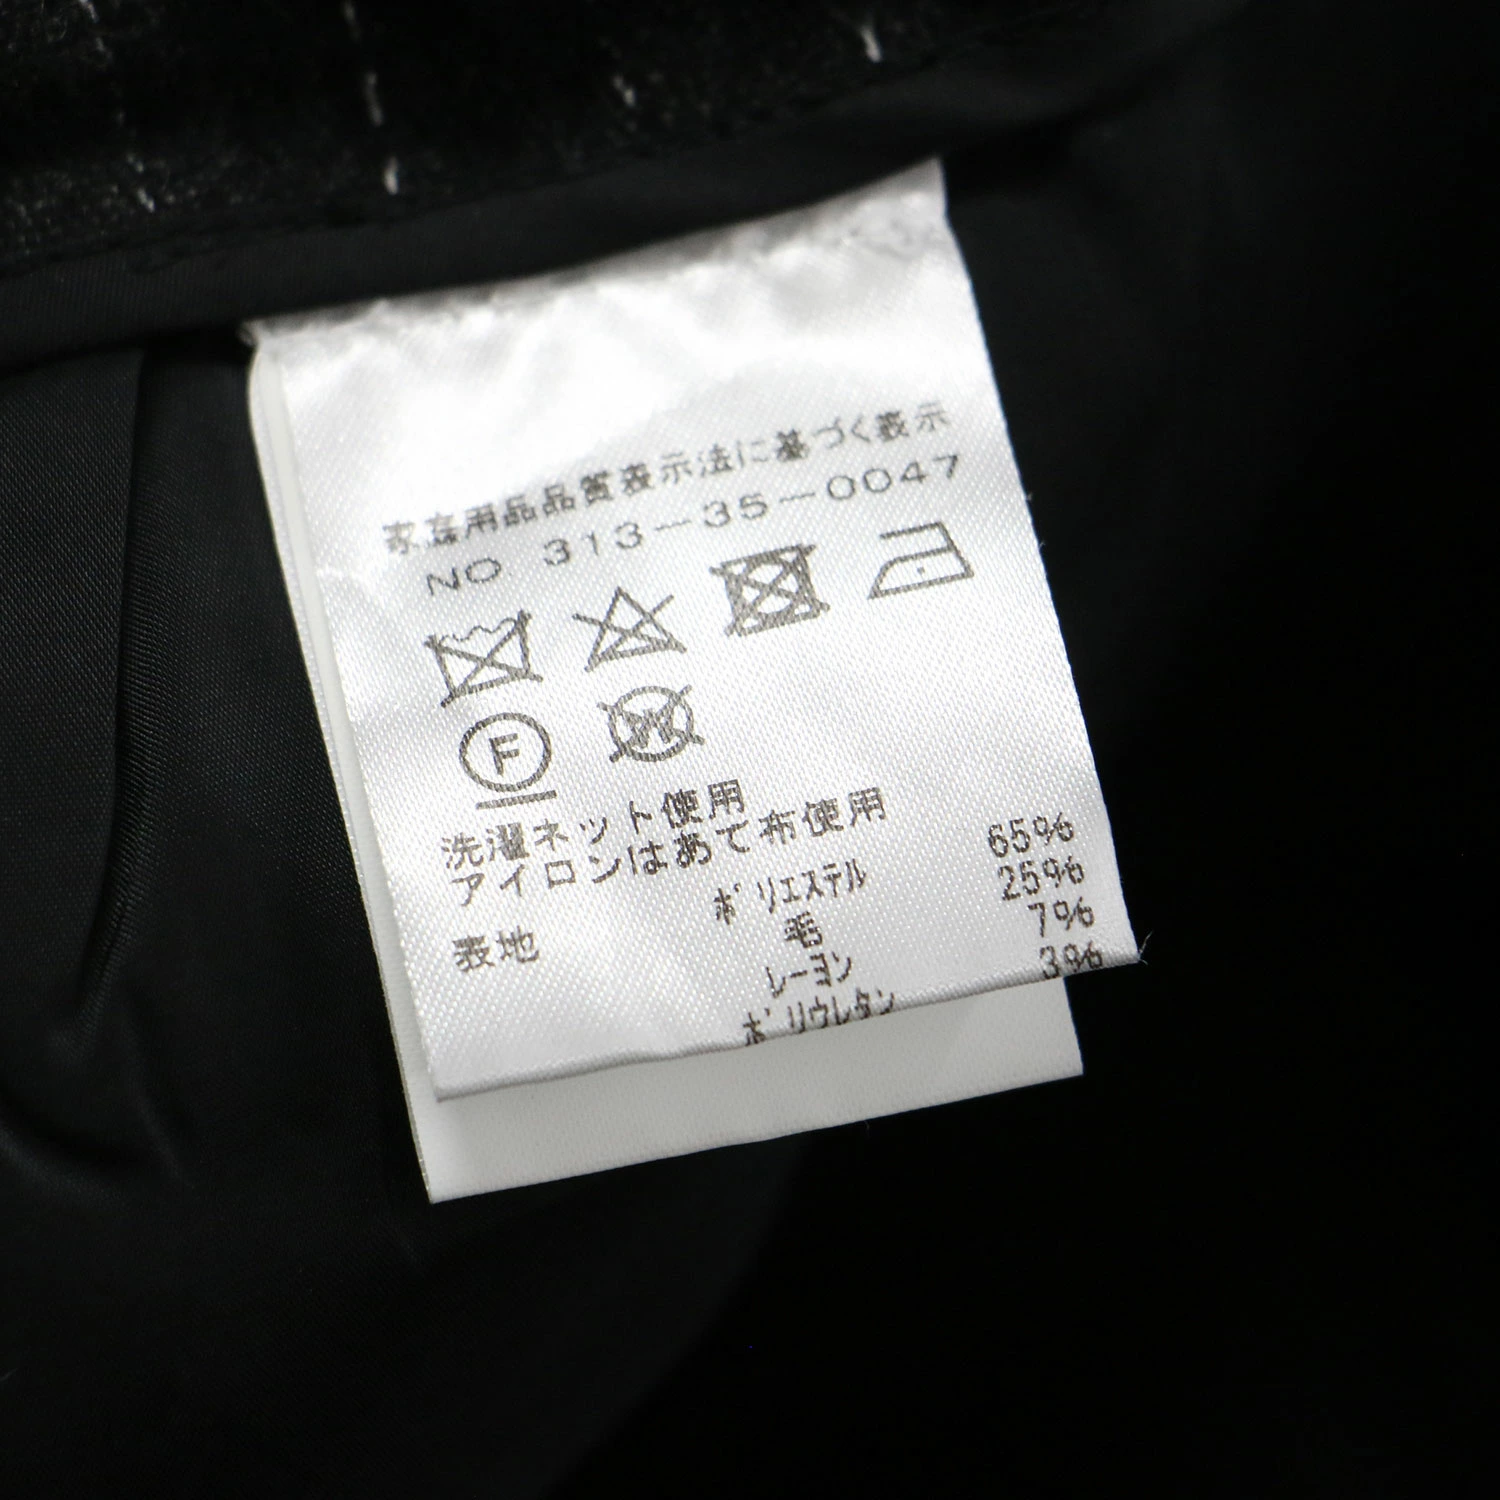 家庭用品品質表示法に基づく表示
NO 313-35-0047
F
W
洗濯ネット使用
アイロンはあて布使用
表地 ポリエステル 65%
毛 25%
レーヨン 7%
ポリウレタン 3%